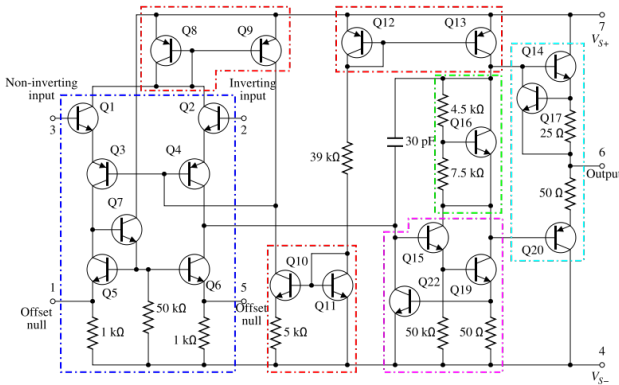 Q8
Q9
Q12
Q13
Q14
7
VS+
Non-inverting
input
Inverting
input
Q1
Q2
3
2
Q3
Q4
Q7
Q5
Q6
1
Offset
null
5
Offset
null
1 kΩ
50 kΩ
1 kΩ
Q10
Q11
5 kΩ
39 kΩ
30 pF
4.5 kΩ
Q16
7.5 kΩ
Q15
Q22
Q19
50 kΩ
50 Ω
Q17
25 Ω
6
Output
50 Ω
Q20
4
VS−